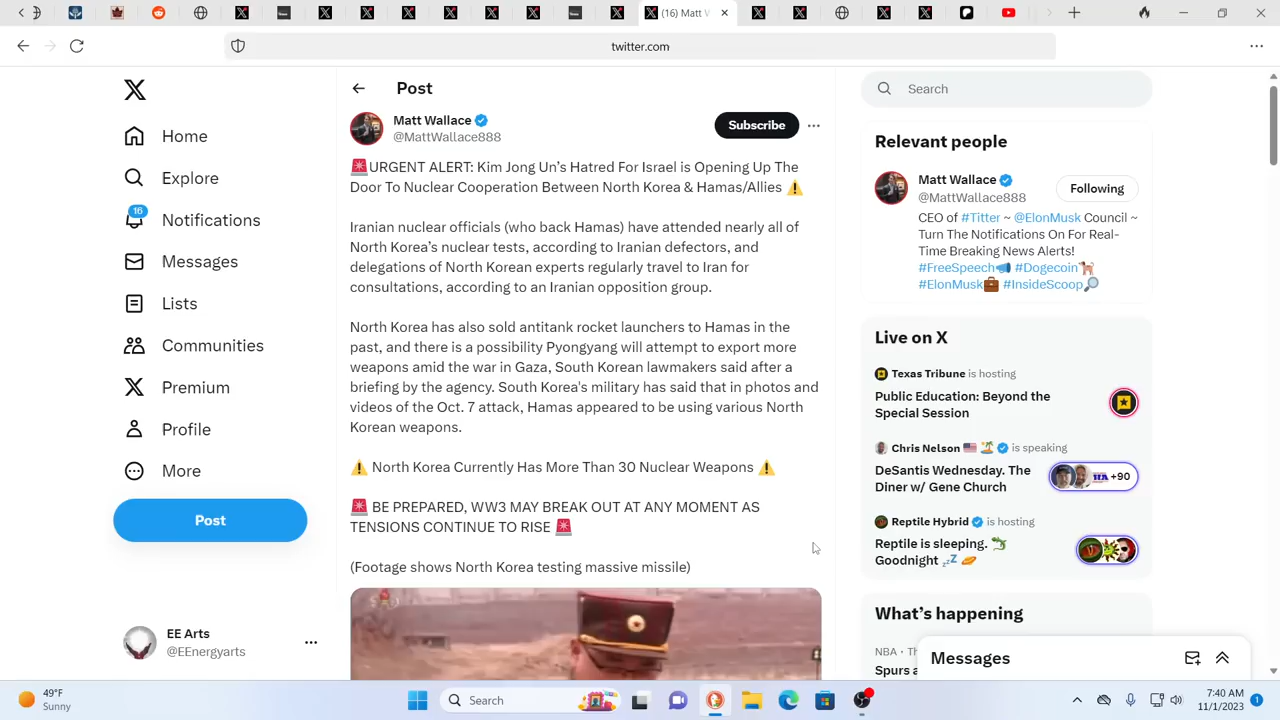 (16) Matt W
twitter.com
Post
Matt Wallace
@MattWallace888
Subscribe
🚨URGENT ALERT: Kim Jong Un’s Hatred For Israel is Opening Up The
Door To Nuclear Cooperation Between North Korea & Hamas/Allies ⚠️
Iranian nuclear officials (who back Hamas) have attended nearly all of
North Korea’s nuclear tests, according to Iranian defectors, and
delegations of North Korean experts regularly travel to Iran for
consultations, according to an Iranian opposition group.
North Korea has also sold antitank rocket launchers to Hamas in the
past, and there is a possibility Pyongyang will attempt to export more
weapons amid the war in Gaza, South Korean lawmakers said after a
briefing by the agency. South Korea's military has said that in photos and
videos of the Oct. 7 attack, Hamas appeared to be using various North
Korean weapons.
⚠️ North Korea Currently Has More Than 30 Nuclear Weapons ⚠️
🚨 BE PREPARED, WW3 MAY BREAK OUT AT ANY MOMENT AS
TENSIONS CONTINUE TO RISE 🚨
(Footage shows North Korea testing massive missile)
Home
Explore
16
Notifications
Messages
Lists
Communities
Premium
Profile
More
Post
EE Arts
@EEnergyarts
Search
Relevant people
Matt Wallace
@MattWallace888
Following
CEO of #Titter ~ @ElonMusk Council ~
Turn The Notifications On For Real-
Time Breaking News Alerts!
#FreeSpeech📣 #Dogecoin🐕
#ElonMusk💼 #InsideScoop🔎
Live on X
Texas Tribune is hosting
Public Education: Beyond the
Special Session
Chris Nelson 🇺🇸 🏝️ is speaking
DeSantis Wednesday. The
Diner w/ Gene Church
+90
Reptile Hybrid is hosting
Reptile is sleeping. 🦎
Goodnight 💤 🌭
What’s happening
NBA · Th
Spurs a
Messages
49°F
Sunny
Search
7:40 AM
11/1/2023
1